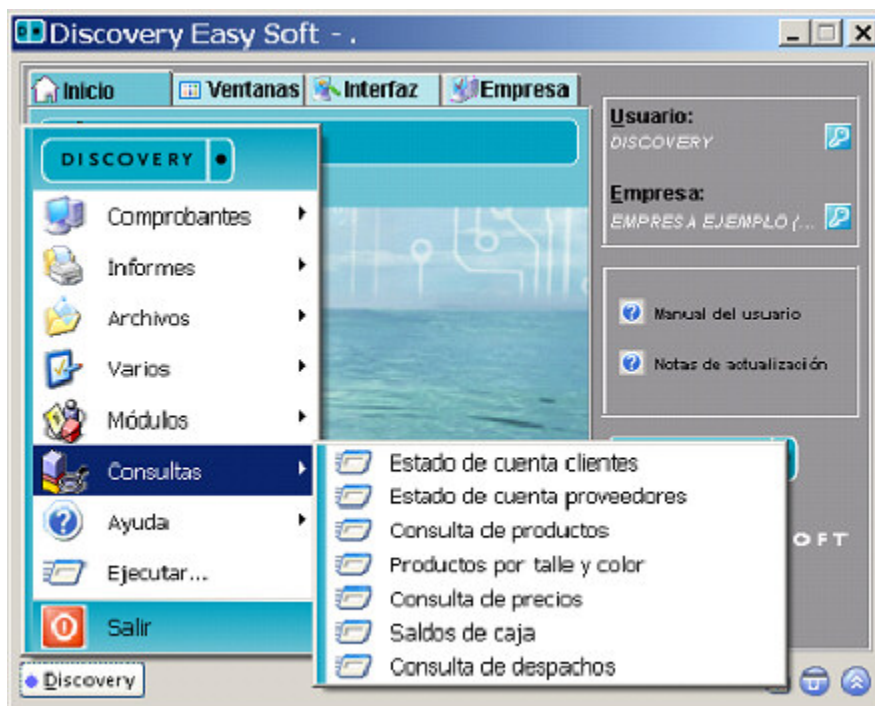 Discovery Easy Soft - .
Inicio
Ventanas
Interfaz
Empresa
Usuario:
DISCOVERY
Empresa:
EMPRESA EJEMPLO (...
Manual del usuario
Notas de actualización
OFT
DISCOVERY
Comprobantes
Informes
Archivos
Varios
Módulos
Consultas
Ayuda
Ejecutar...
Salir
Estado de cuenta clientes
Estado de cuenta proveedores
Consulta de productos
Productos por talle y color
Consulta de precios
Saldos de caja
Consulta de despachos
Discovery